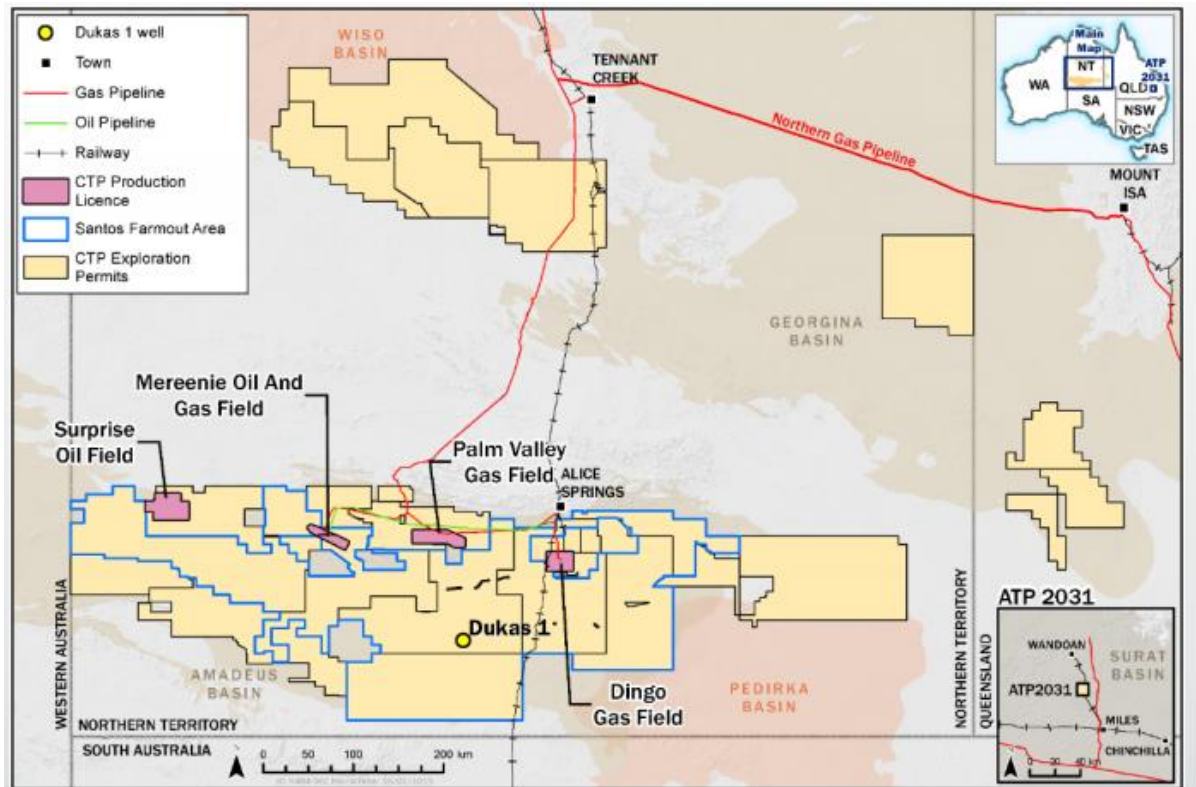 Dukas 1 well
Town
Gas Pipeline
Oil Pipeline
Railway
CTP Production
Licence
Santos Farmout Area
CTP Exploration
Permits
WISO
BASIN
TENNANT
CREEK
Northern Gas Pipeline
Main
Map
ATP
2031
NT
WA
QLD
SA
NSW
VIC
TAS
MOUNT
ISA
GEORGINA
BASIN
Mereenie Oil And
Gas Field
Surprise
Oil Field
Palm Valley
Gas Field
ALICE
SPRINGS
Dukas 1
AMADEUS
BASIN
Dingo
Gas Field
PEDIRKA
BASIN
WESTERN AUSTRALIA
NORTHERN TERRITORY
SOUTH AUSTRALIA
NORTHERN TERRITORY
QUEENSLAND
0 50 100 200 km
ATP 2031
WANDOAN
SURAT
BASIN
ATP2031
MILES
CHINCHILLA
0 20 40 km